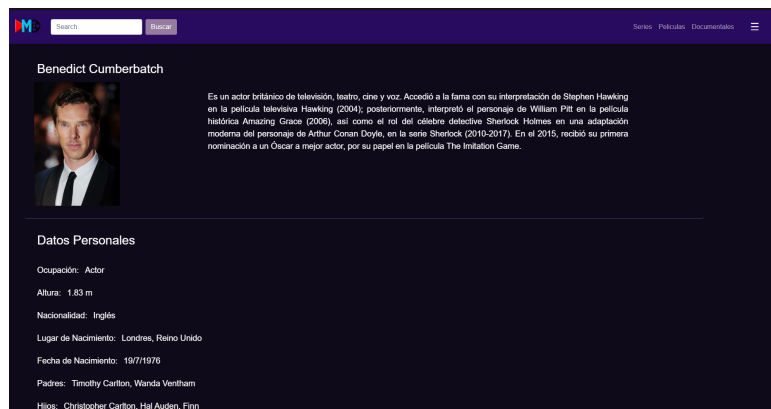 DMD
Search
Buscar
Series Peliculas Documentales
Benedict Cumberbatch
Es un actor británico de televisión, teatro, cine y voz. Accedió a la fama con su interpretación de Stephen Hawking
en la película televisiva Hawking (2004); posteriormente, interpretó el personaje de William Pitt en la película
histórica Amazing Grace (2006), así como el rol del célebre detective Sherlock Holmes en una adaptación
moderna del personaje de Arthur Conan Doyle, en la serie Sherlock (2010-2017). En el 2015, recibió su primera
nominación a un Óscar a mejor actor, por su papel en la película The Imitation Game.
Datos Personales
Ocupación: Actor
Altura: 1.83 m
Nacionalidad: Inglés
Lugar de Nacimiento: Londres, Reino Unido
Fecha de Nacimiento: 19/7/1976
Padres: Timothy Carlton, Wanda Ventham
Hijos: Christopher Carlton, Hal Auden, Finn